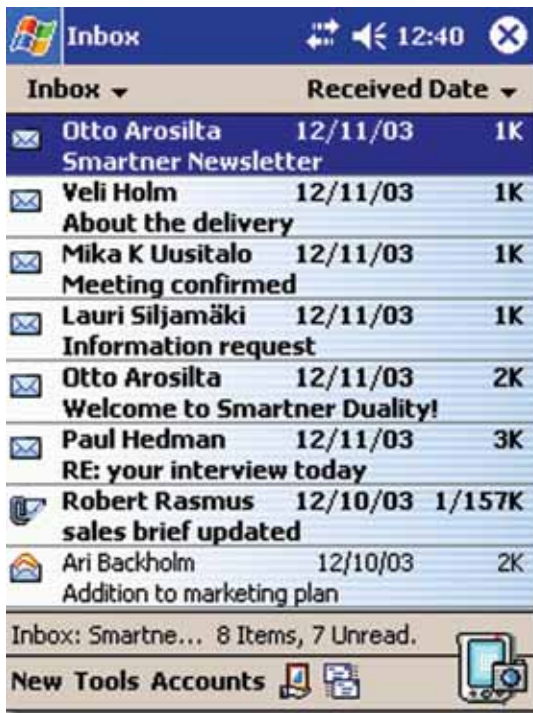 Inbox 12:40
Inbox Received Date
Otto Arosilta 12/11/03 1K
Smartner Newsletter
Veli Holm 12/11/03 1K
About the delivery
Mika K Uusitalo 12/11/03 1K
Meeting confirmed
Lauri Siljamäki 12/11/03 1K
Information request
Otto Arosilta 12/11/03 2K
Welcome to Smartner Duality!
Paul Hedman 12/11/03 3K
RE: your interview today
Robert Rasmus 12/10/03 1/157K
sales brief updated
Ari Backholm 12/10/03 2K
Addition to marketing plan
Inbox: Smartne... 8 Items, 7 Unread.
New Tools Accounts